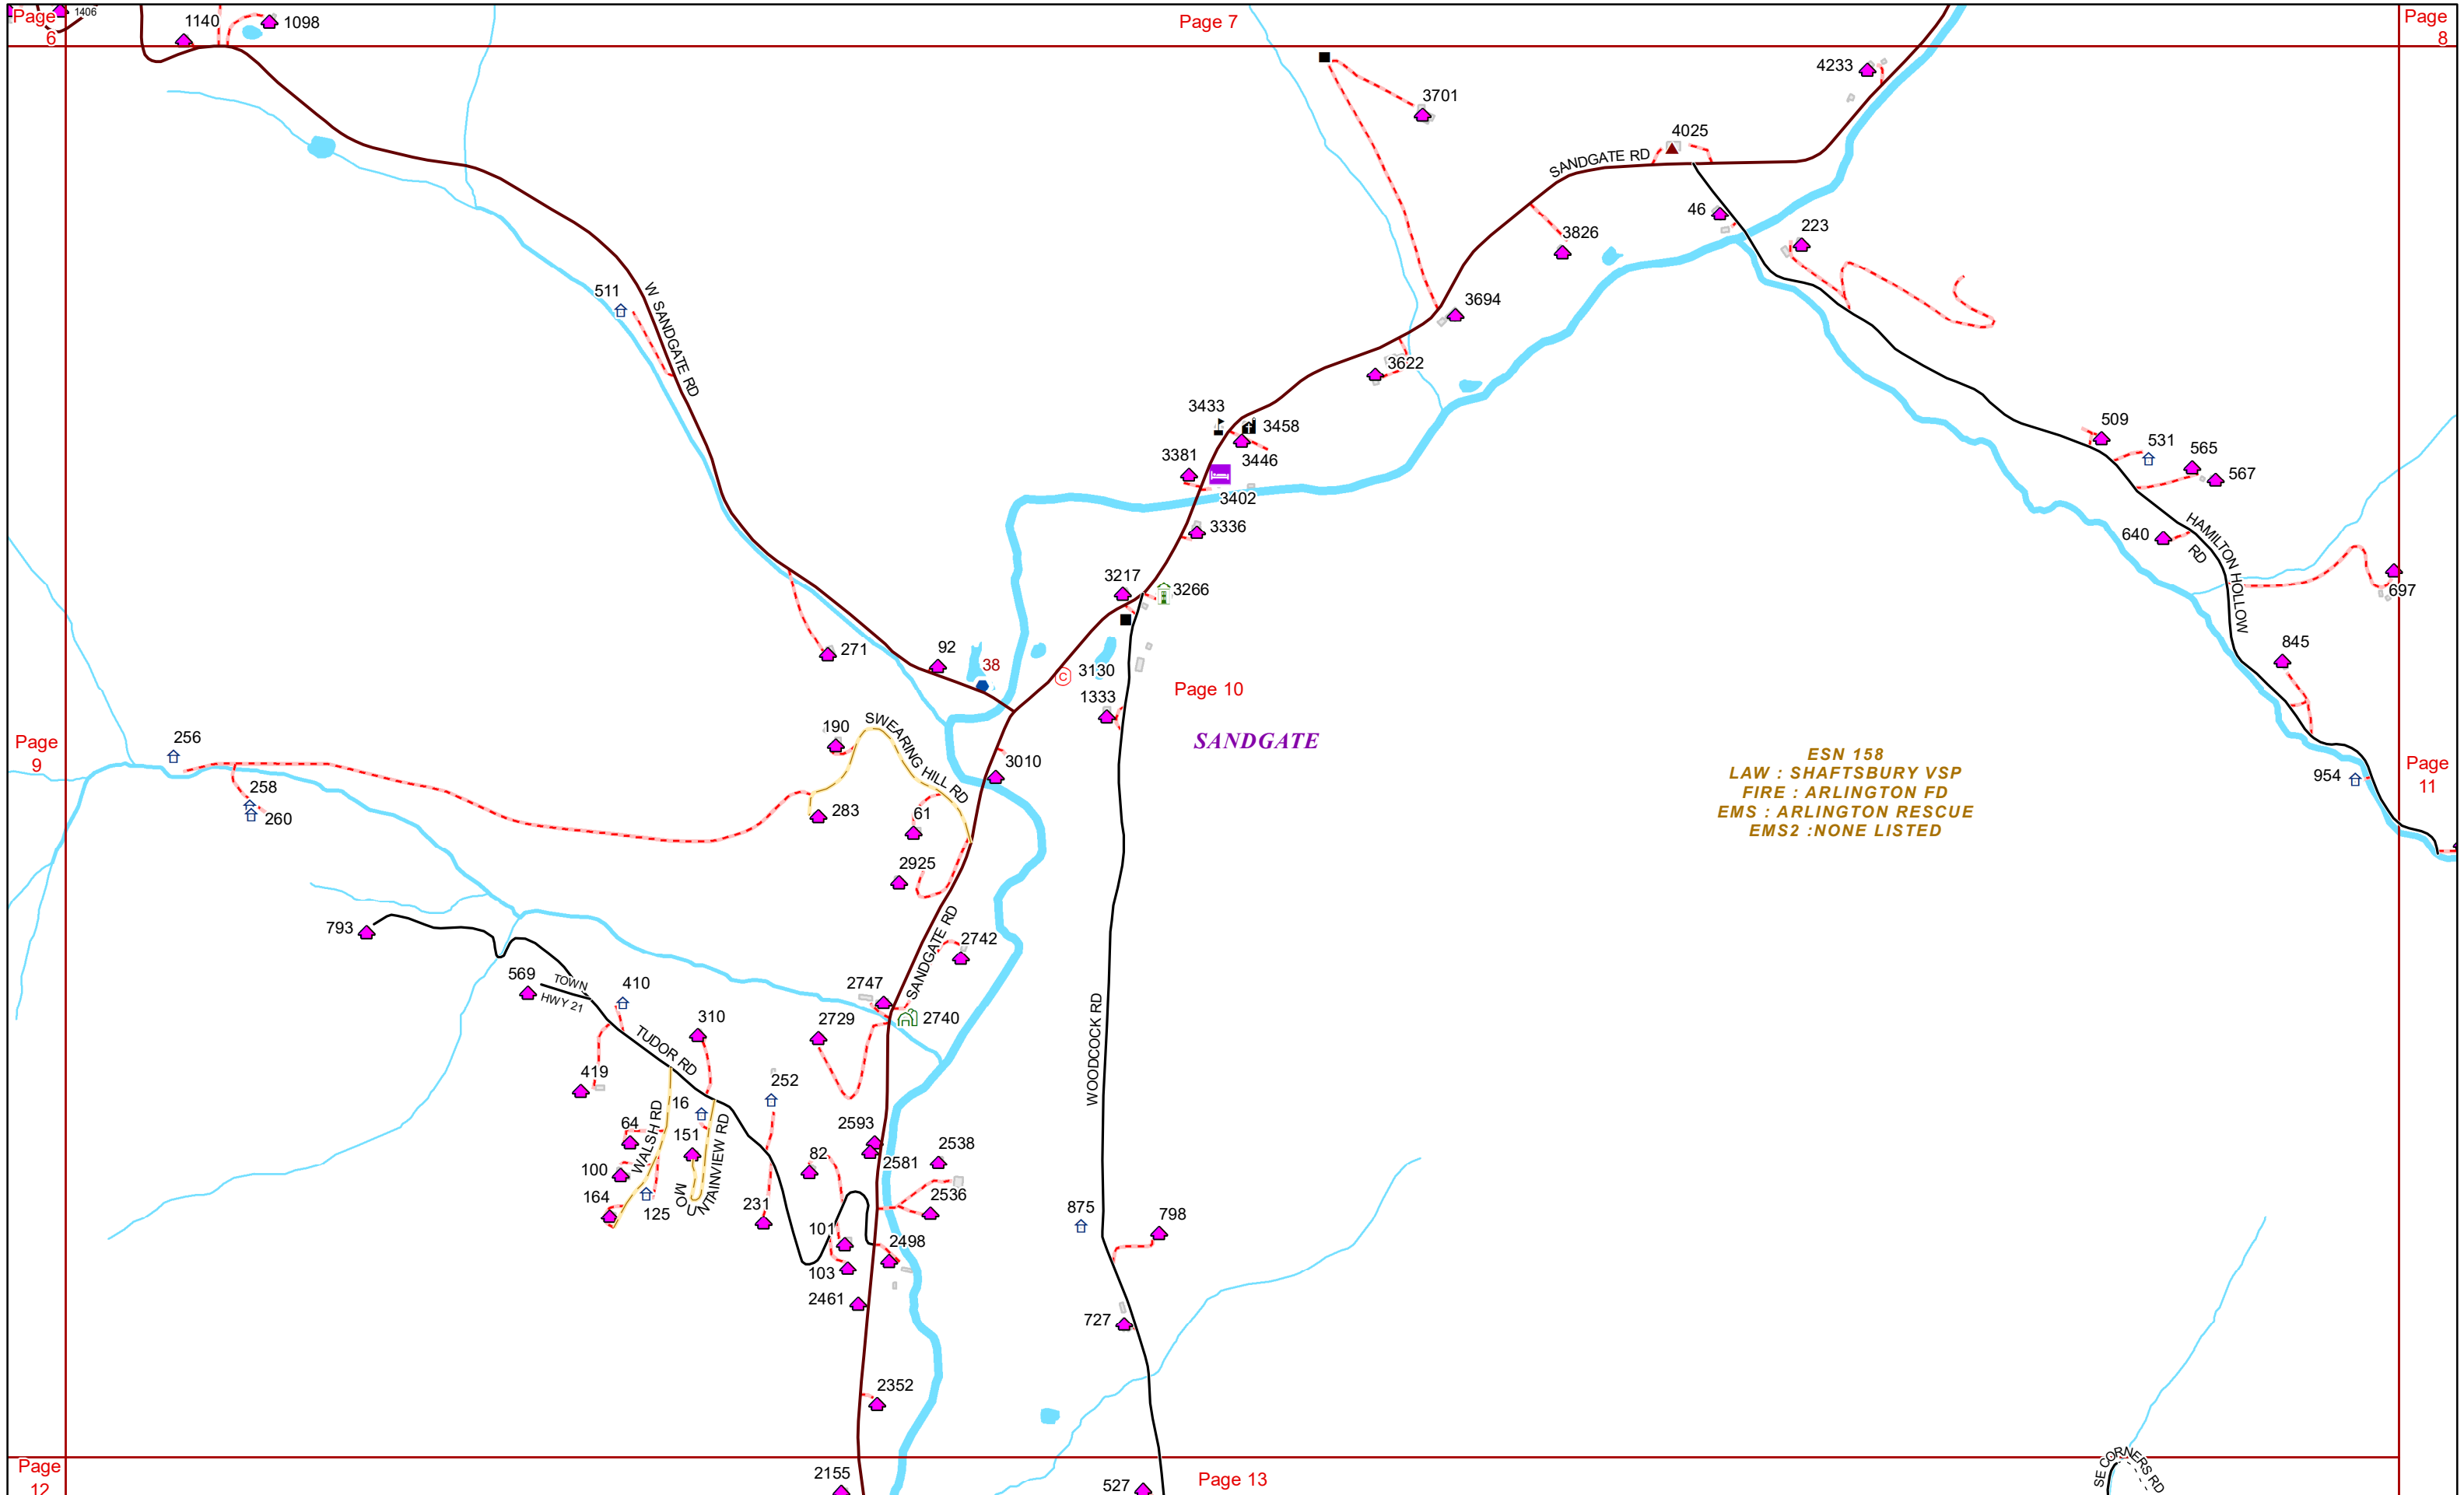 Page
6
1406
1140
1098
Page 7
Page
8
4233
3701
4025
SANDGATE RD
46
223
3826
511
W SANDGATE RD
3694
3622
3433
3458
3446
3381
3402
3336
509
531
565
567
640
HAMILTON HOLLOW
RD
697
3217
3266
271
92
38
3130
1333
845
Page 10
SANDGATE
190
SWEARING HILL RD
256
Page
9
3010
258
260
283
61
ESN 158
LAW : SHAFTSBURY VSP
FIRE : ARLINGTON FD
EMS : ARLINGTON RESCUE
EMS2 :NONE LISTED
954
Page
11
2925
793
SANDGATE RD
2742
569
TOWN
HWY 21
410
2747
2740
2729
310
TUDOR RD
WOODCOCK RD
419
252
16
64
WALSH RD
151
MOUNTAINVIEW RD
2593
82
2581
2538
100
164
125
231
2536
101
2498
103
2461
875
798
727
2352
Page
12
2155
Page 13
527
SE CORNERS RD